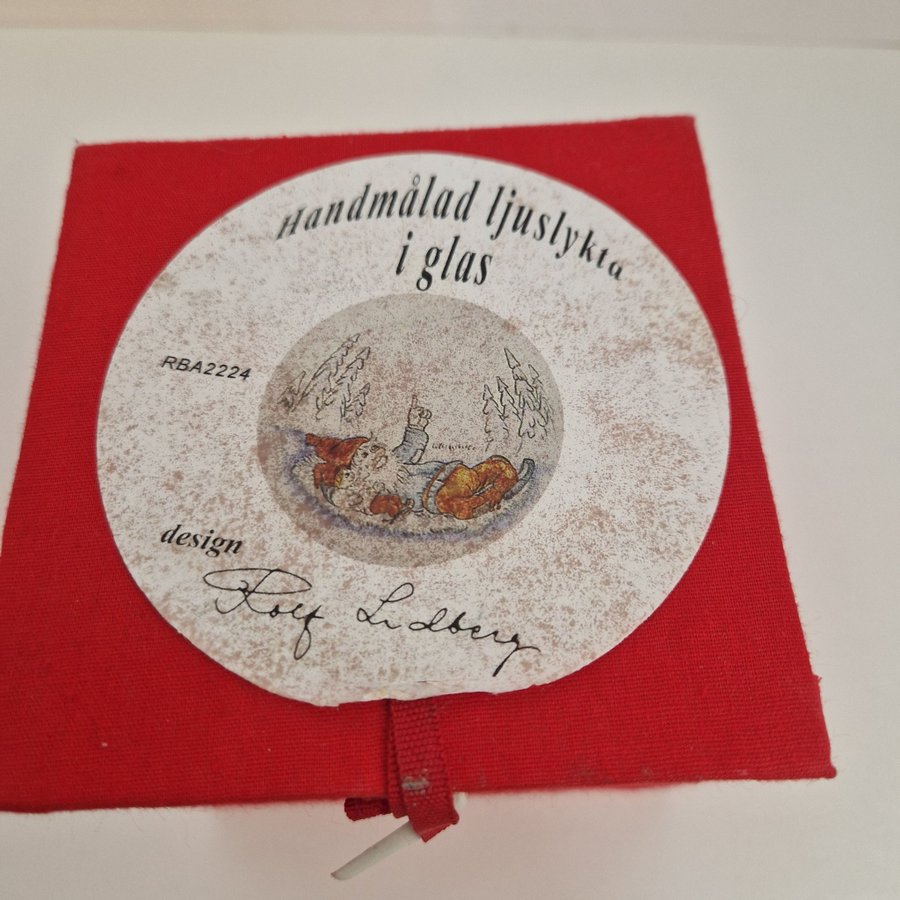 Handmålad ljuslykta
i glas
RBA2224
design
Rolf Lidberg